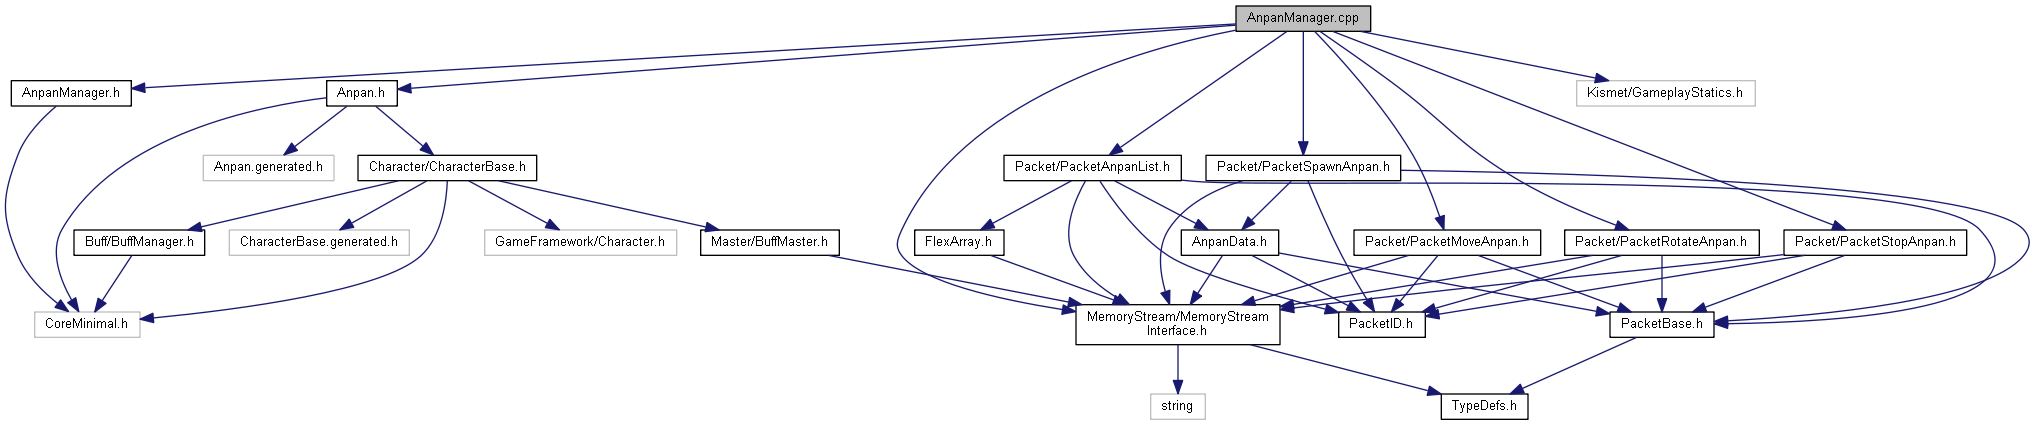 AnpanManager.cpp
AnpanManager.h
Anpan.h
Kismet/GameplayStatics.h
Anpan.generated.h
Character/CharacterBase.h
Packet/PacketAnpanList.h
Packet/PacketSpawnAnpan.h
Buff/BuffManager.h
CharacterBase.generated.h
GameFramework/Character.h
Master/BuffMaster.h
FlexArray.h
AnpanData.h
Packet/PacketMoveAnpan.h
Packet/PacketRotateAnpan.h
Packet/PacketStopAnpan.h
CoreMinimal.h
MemoryStream/MemoryStream
Interface.h
PacketID.h
PacketBase.h
string
TypeDefs.h